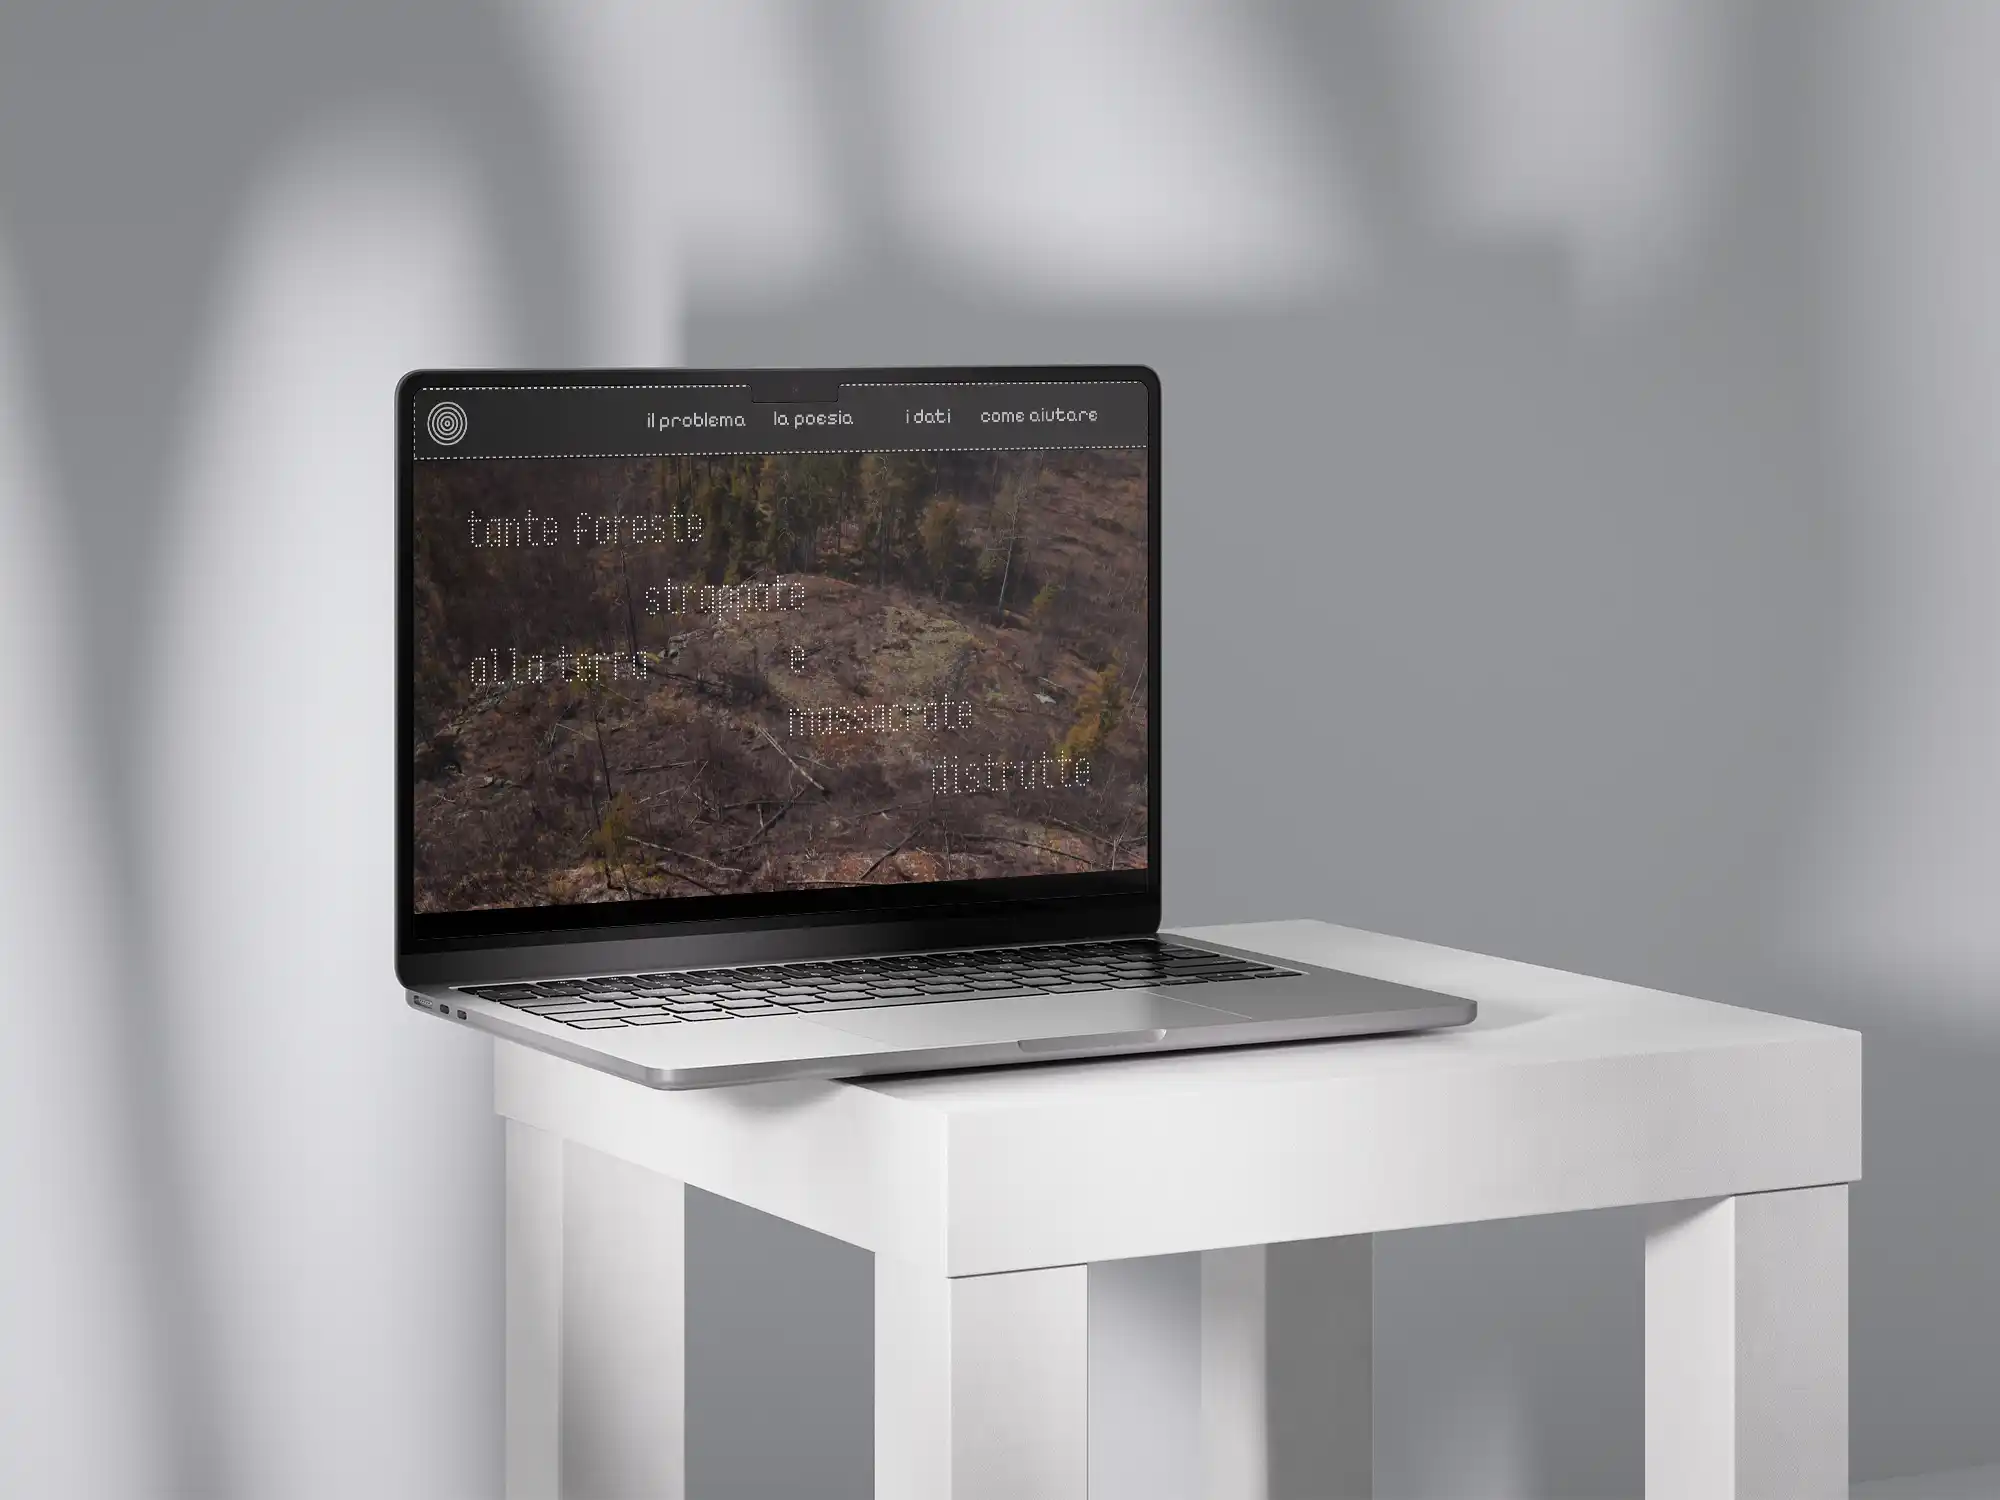 il problema la poesia i dati come aiutare
tante foreste
strappate
alla terra e
massacrate
distrutte